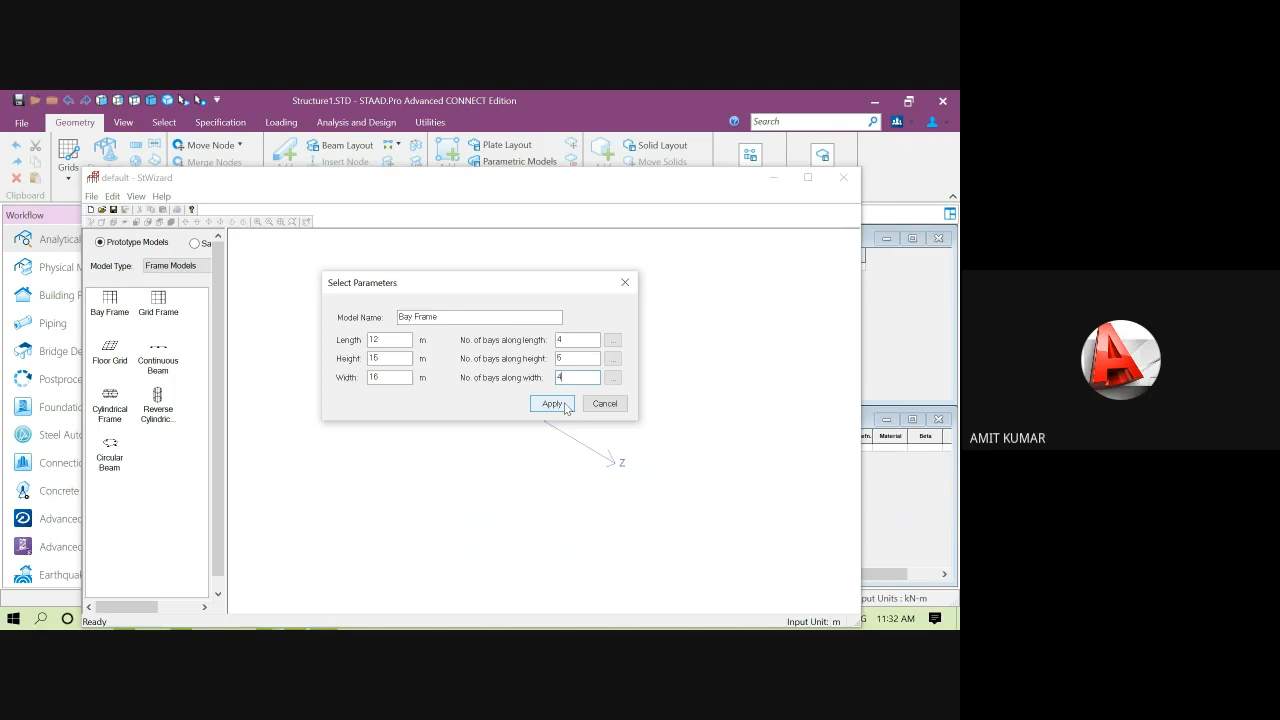 Structure1.STD - STAAD.Pro Advanced CONNECT Edition
File Geometry View Select Specification Loading Analysis and Design Utilities Search
Grids Move Node Beam Layout Plate Layout Solid Layout
Merge Nodes Insert Node Parametric Models Move Solids
Clipboard
Workflow
Analytical
Physical M
Building
Piping
Bridge De
Postproce
Foundatio
Steel Auto
Connectio
Concrete
Advanced
Advanced
Earthqua
default - StWizard
File Edit View Help
Prototype Models Sa
Model Type: Frame Models
Bay Frame Grid Frame
Floor Grid Continuous Beam
Cylindrical Frame Reverse Cylindric...
Circular Beam
Select Parameters
Model Name: Bay Frame
Length: 12 m No. of bays along length: 4 ...
Height: 15 m No. of bays along height: 5 ...
Width: 16 m No. of bays along width: 4 ...
Apply Cancel
Z
Material Beta
Ready Input Unit: m
put Units : kN-m
11:32 AM
AMIT KUMAR